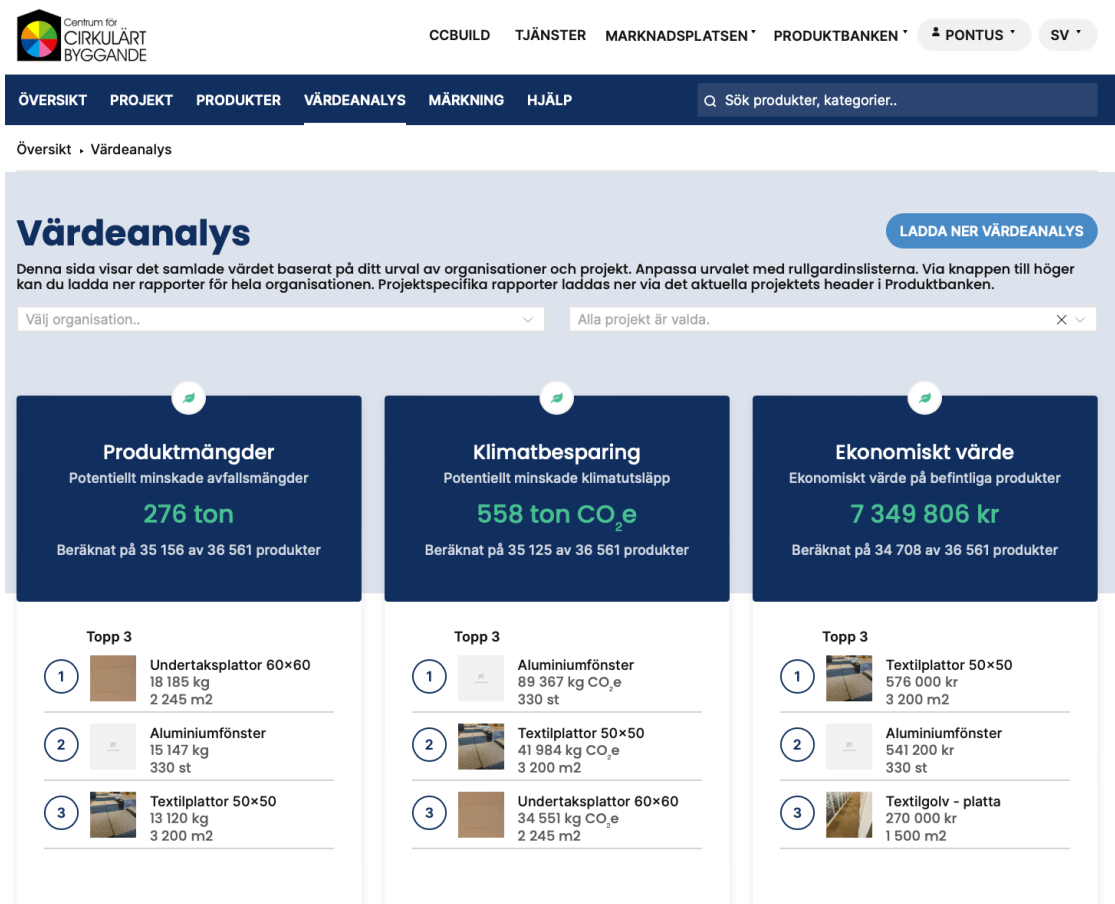 Centrum för
CIRKULÄRT
BYGGANDE
CCBUILD TJÄNSTER MARKNADSPLATSEN PRODUKTBANKEN PONTUS SV
ÖVERSIKT PROJEKT PRODUKTER VÄRDEANALYS MÄRKNING HJÄLP Sök produkter, kategorier..
Översikt ▸ Värdeanalys
Värdeanalys
LADDA NER VÄRDEANALYS
Denna sida visar det samlade värdet baserat på ditt urval av organisationer och projekt. Anpassa urvalet med rullgardinslisterna. Via knappen till höger
kan du ladda ner rapporter för hela organisationen. Projektspecifika rapporter laddas ner via det aktuella projektets header i Produktbanken.
Välj organisation.. Alla projekt är valda.
Produktmängder
Potentiellt minskade avfallsmängder
276 ton
Beräknat på 35 156 av 36 561 produkter
Topp 3
1
Undertaksplattor 60x60
18 185 kg
2 245 m2
2
Aluminiumfönster
15 147 kg
330 st
3
Textilplattor 50x50
13 120 kg
3 200 m2
Klimatbesparing
Potentiellt minskade klimatutsläpp
558 ton CO₂e
Beräknat på 35 125 av 36 561 produkter
Topp 3
1
Aluminiumfönster
89 367 kg CO₂e
330 st
2
Textilplattor 50x50
41 984 kg CO₂e
3 200 m2
3
Undertaksplattor 60x60
34 551 kg CO₂e
2 245 m2
Ekonomiskt värde
Ekonomiskt värde på befintliga produkter
7 349 806 kr
Beräknat på 34 708 av 36 561 produkter
Topp 3
1
Textilplattor 50x50
576 000 kr
3 200 m2
2
Aluminiumfönster
541 200 kr
330 st
3
Textilgolv - platta
270 000 kr
1 500 m2